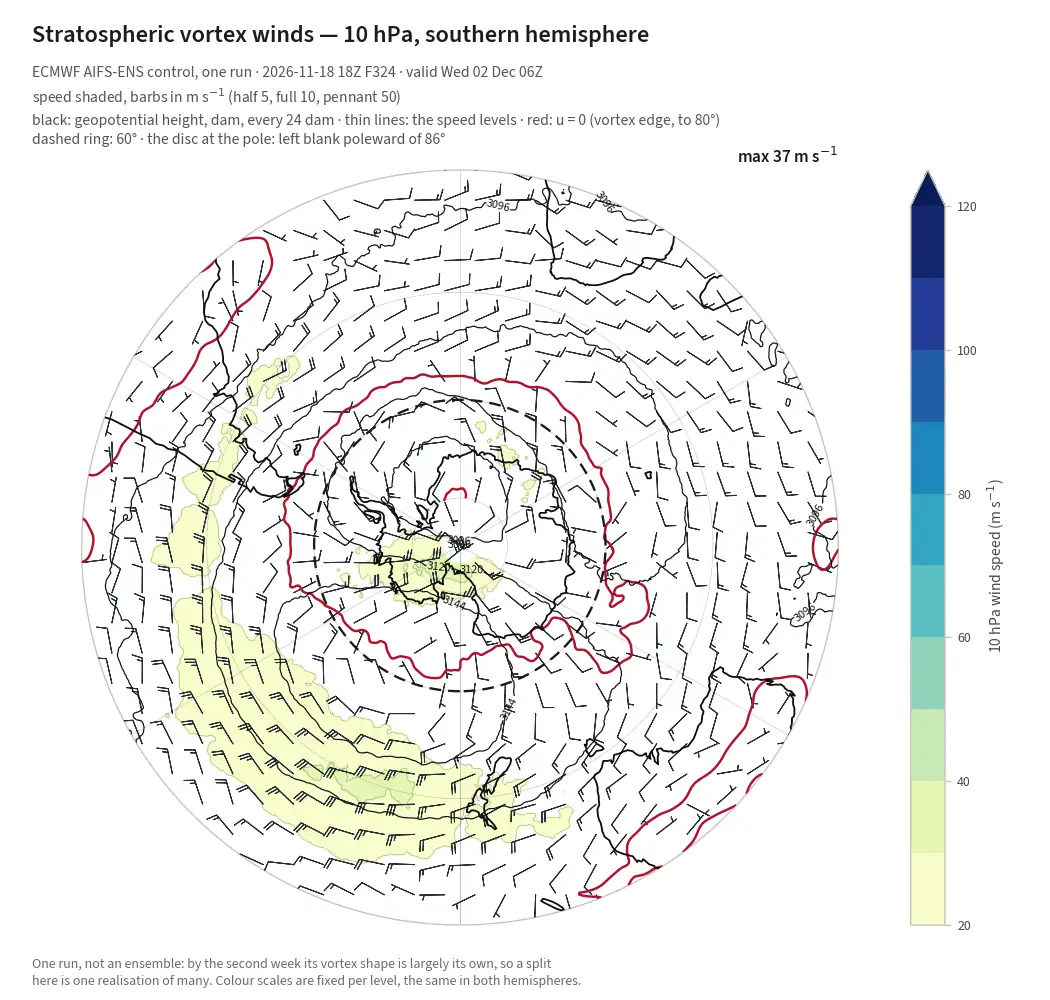 Stratospheric vortex winds — 10 hPa, southern hemisphere
ECMWF AIFS-ENS control, one run · 2026-11-18 18Z F324 · valid Wed 02 Dec 06Z
speed shaded, barbs in m s⁻¹ (half 5, full 10, pennant 50)
black: geopotential height, dam, every 24 dam · thin lines: the speed levels · red: u = 0 (vortex edge, to 80°)
dashed ring: 60° · the disc at the pole: left blank poleward of 86°
max 37 m s⁻¹
3096
3096
3096
3096
3120
3120
3144
3144
120
100
80
60
40
20
10 hPa wind speed (m s⁻¹)
One run, not an ensemble: by the second week its vortex shape is largely its own, so a split
here is one realisation of many. Colour scales are fixed per level, the same in both hemispheres.